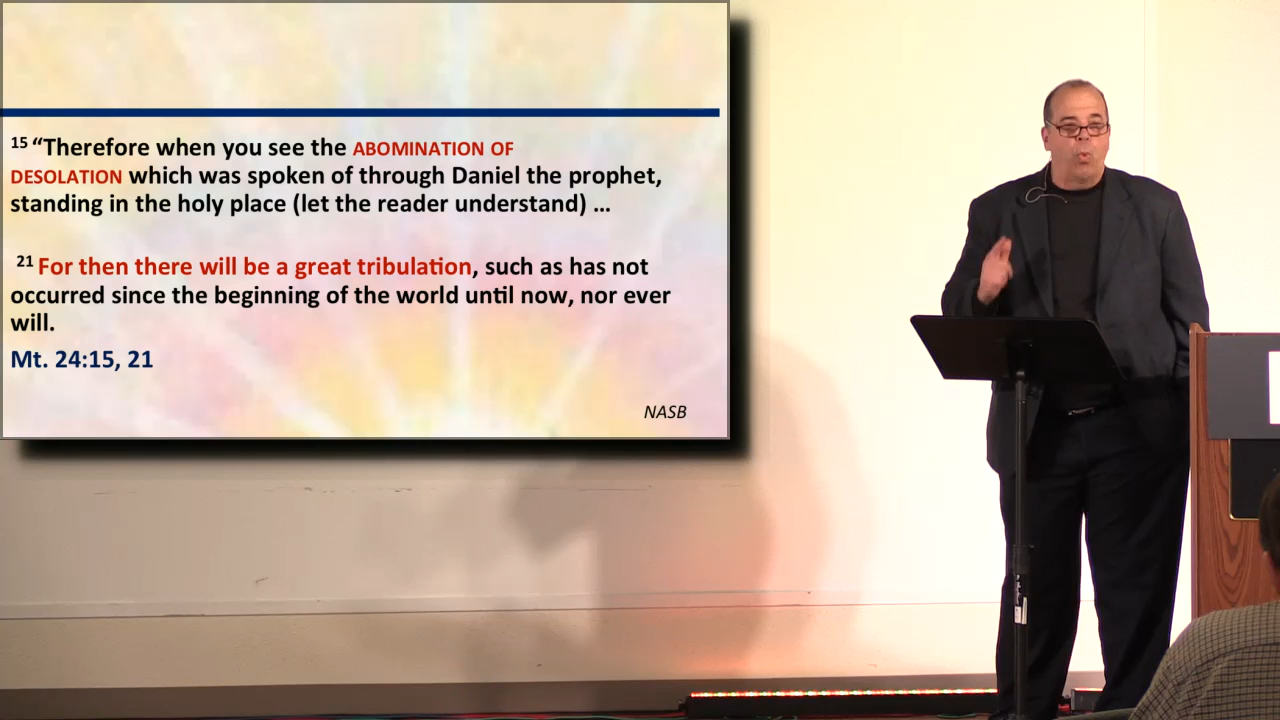 15 “Therefore when you see the ABOMINATION OF
DESOLATION which was spoken of through Daniel the prophet,
standing in the holy place (let the reader understand) ...
21 For then there will be a great tribulation, such as has not
occurred since the beginning of the world until now, nor ever
will.
Mt. 24:15, 21
NASB